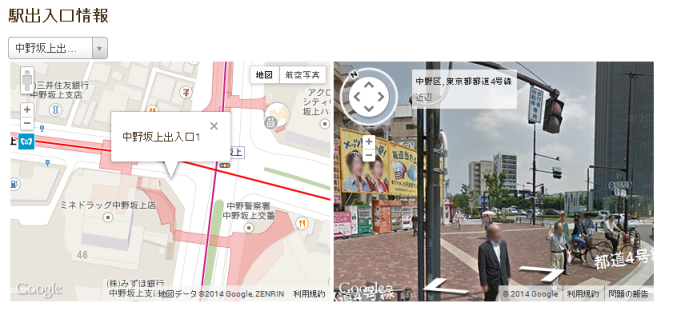 駅出入口情報
中野坂上出...
地図
航空写真
三井住友銀行
中野坂上支店
アクロ
シティ
坂上ハ
中野坂上出入口1
坂上
ミネドラッグ中野坂上店
中野警察署
中野坂上交番
46
(株)みずほ銀行
中野坂上支
Google
地図データ ©2014 Google, ZENRIN
利用規約
中野区,東京都都道4号線
近辺
N
都道4号線
Google
© 2014 Google
利用規約
問題の報告